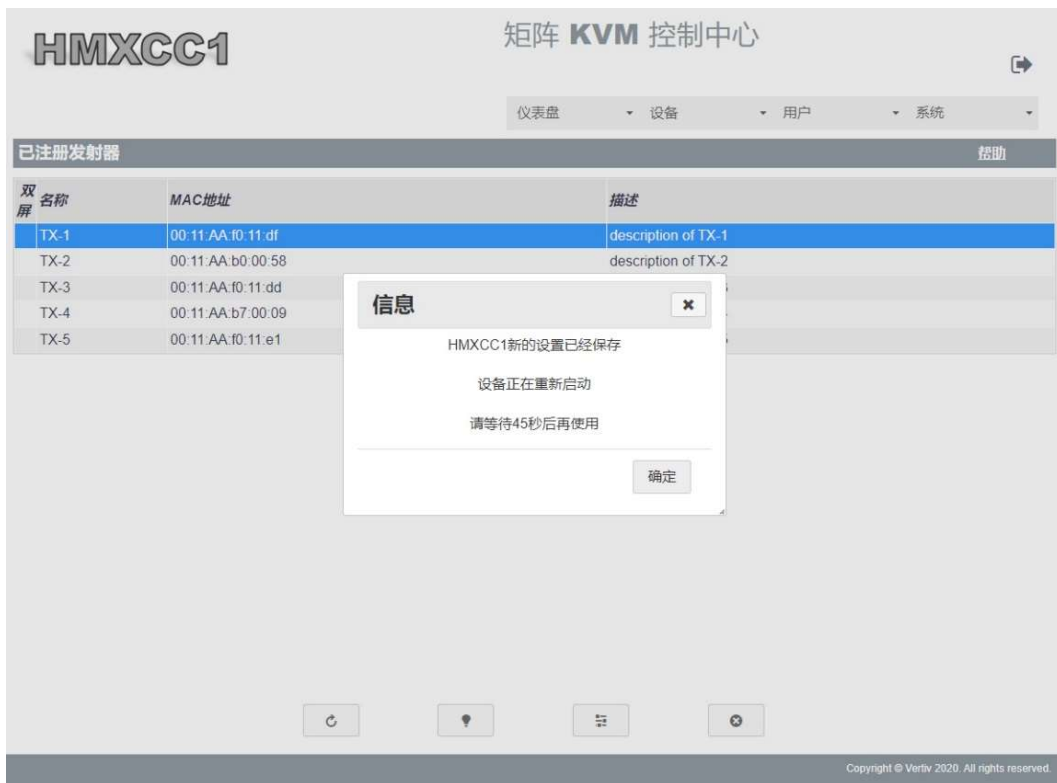 HMXCC1
矩阵 KVM 控制中心
仪表盘 设备 用户 系统
已注册发射器 帮助
双屏 名称 MAC地址 描述
TX-1 00:11:AA:f0:11:df description of TX-1
TX-2 00:11:AA:b0:00:58 description of TX-2
TX-3 00:11:AA:f0:11:dd
TX-4 00:11:AA:b7:00:09
TX-5 00:11:AA:f0:11:e1
信息
HMXCC1新的设置已经保存
设备正在重新启动
请等待45秒后再使用
确定
Copyright © Vertiv 2020. All rights reserved.